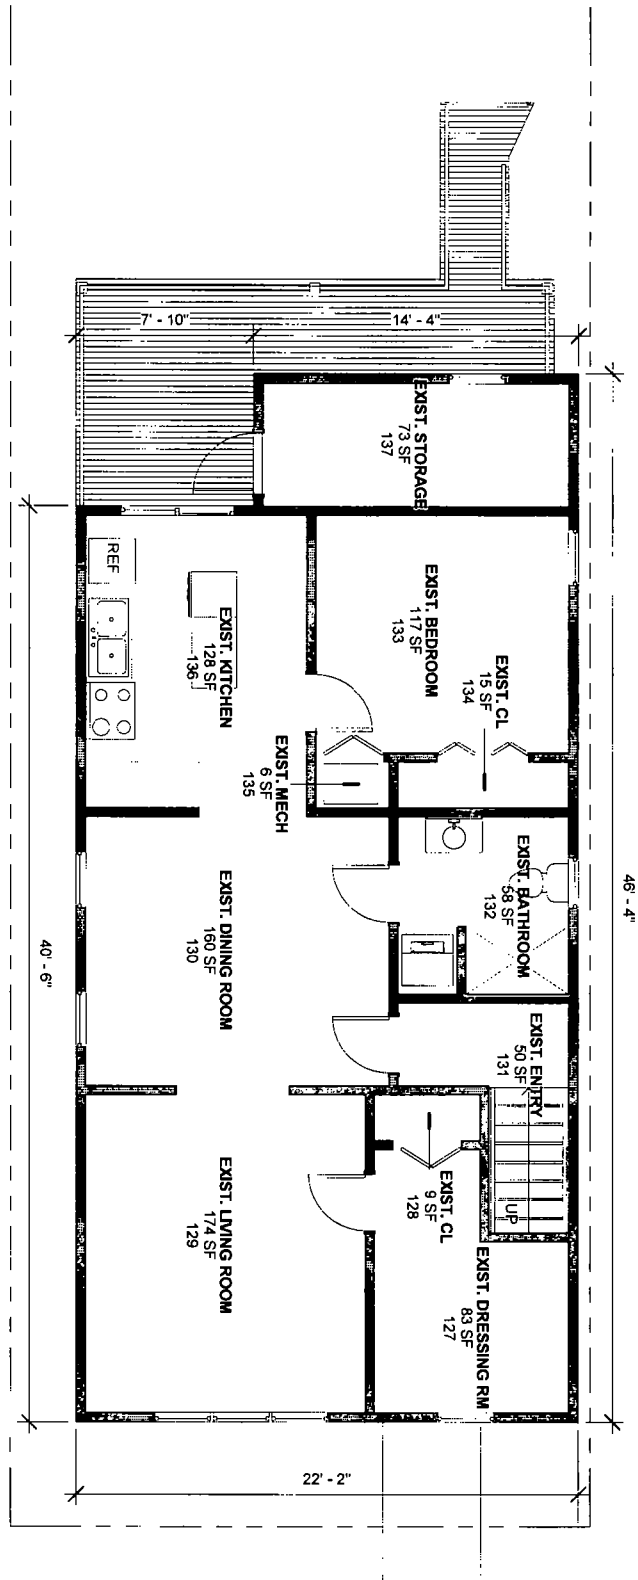 7' - 10"
14' - 4"
EXIST. STORAGE
73 SF
137
REF
EXIST. KITCHEN
128 SF
136
EXIST. BEDROOM
117 SF
133
EXIST. CL
15 SF
134
EXIST. MECH
6 SF
135
EXIST. DINING ROOM
160 SF
130
EXIST. BATHROOM
58 SF
132
46' - 4"
40' - 6"
EXIST. ENTRY
50 SF
131
UP
EXIST. LIVING ROOM
174 SF
129
EXIST. CL
9 SF
128
EXIST. DRESSING RM
83 SF
127
22' - 2"